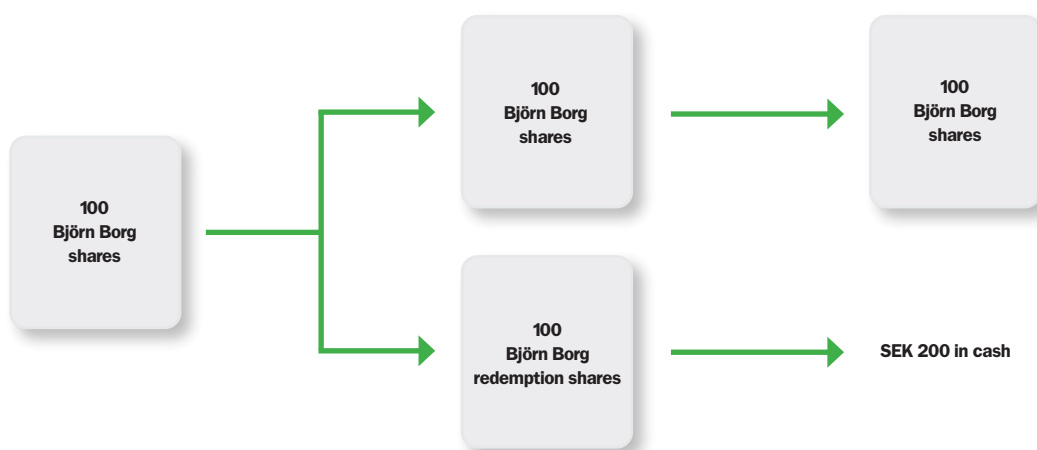 100
Björn Borg
shares
100
Björn Borg
shares
100
Björn Borg
shares
100
Björn Borg
redemption shares
SEK 200 in cash